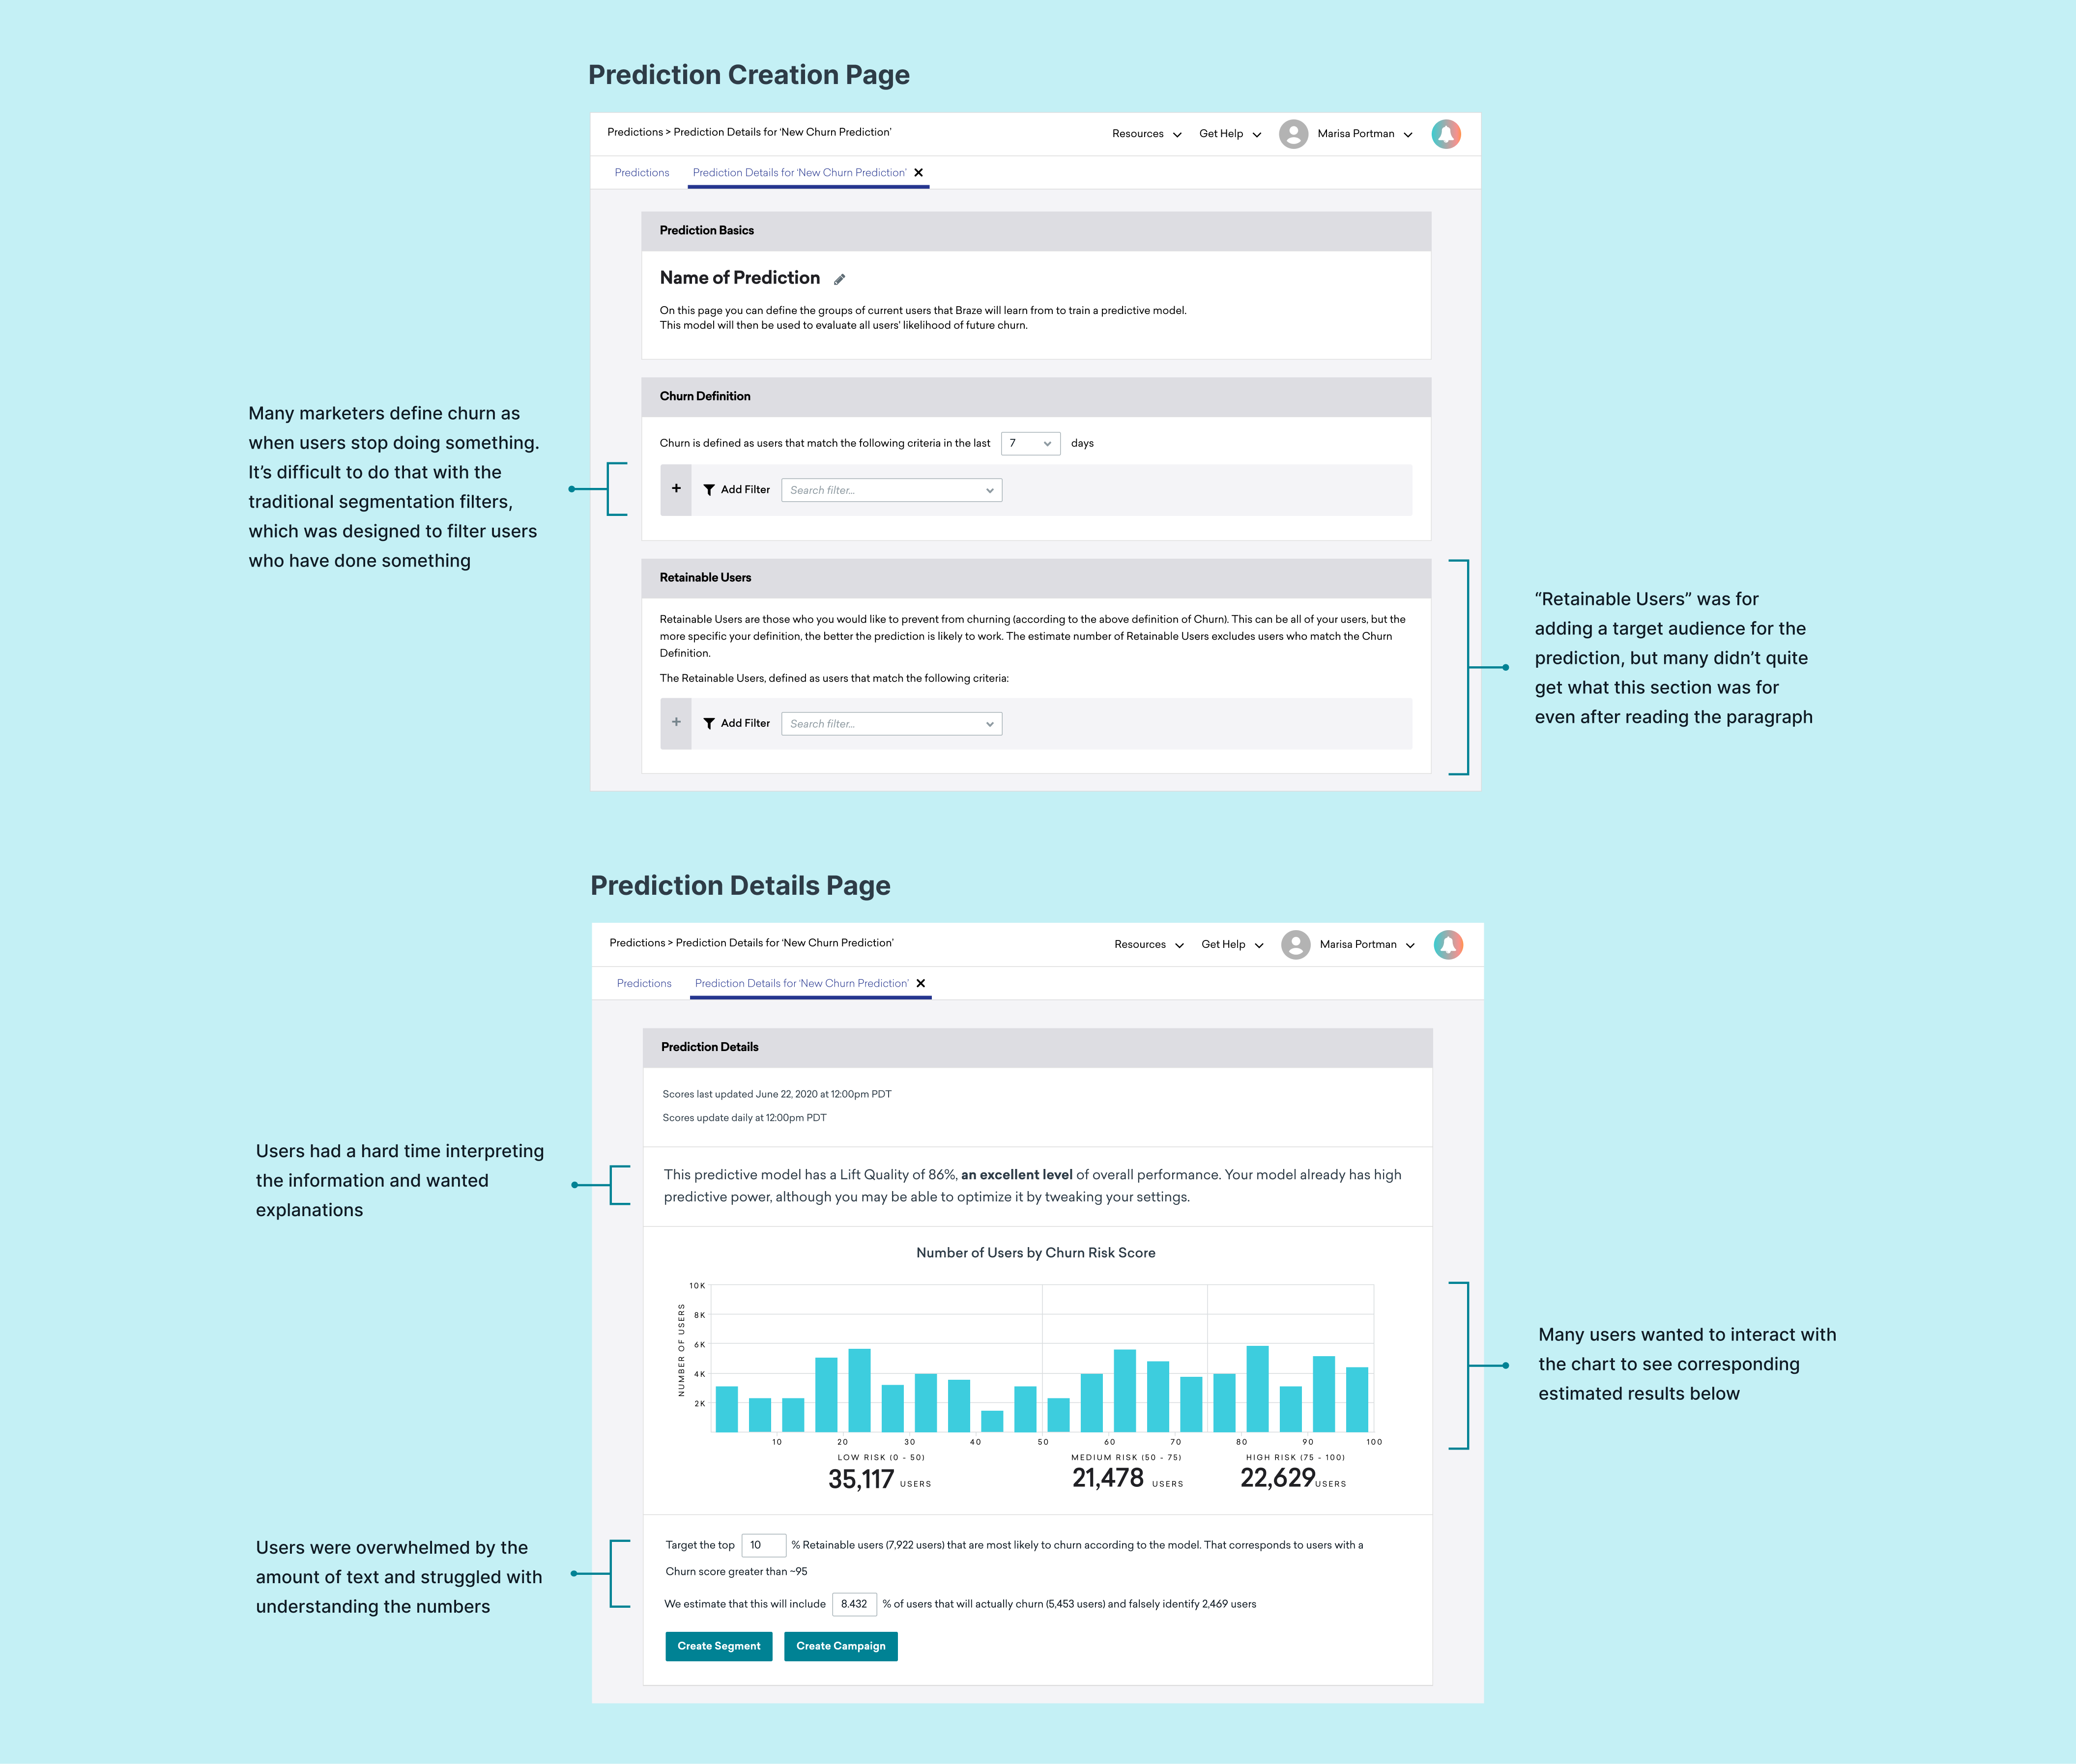 Prediction Creation Page
Predictions > Prediction Details for ‘New Churn Prediction’
Resources
Get Help
Marisa Portman
Predictions
Prediction Details for ‘New Churn Prediction’
Prediction Basics
Name of Prediction
On this page you can define the groups of current users that Braze will learn from to train a predictive model.
This model will then be used to evaluate all users’ likelihood of future churn.
Churn Definition
Churn is defined as users that match the following criteria in the last 7 days
+ Add Filter Search filter...
Many marketers define churn as
when users stop doing something.
It’s difficult to do that with the
traditional segmentation filters,
which was designed to filter users
who have done something
Retainable Users
Retainable Users are those who you would like to prevent from churning (according to the above definition of Churn). This can be all of your users, but the
more specific your definition, the better the prediction is likely to work. The estimate number of Retainable Users excludes users who match the Churn
Definition.
The Retainable Users, defined as users that match the following criteria:
+ Add Filter Search filter...
“Retainable Users” was for
adding a target audience for the
prediction, but many didn’t quite
get what this section was for
even after reading the paragraph
Prediction Details Page
Predictions > Prediction Details for ‘New Churn Prediction’
Resources
Get Help
Marisa Portman
Predictions
Prediction Details for ‘New Churn Prediction’
Prediction Details
Scores last updated June 22, 2020 at 12:00pm PDT
Scores update daily at 12:00pm PDT
Users had a hard time interpreting
the information and wanted
explanations
This predictive model has a Lift Quality of 86%, an excellent level of overall performance. Your model already has high
predictive power, although you may be able to optimize it by tweaking your settings.
Number of Users by Churn Risk Score
NUMBER OF USERS
10K
8K
6K
4K
2K
10 20 30 40 50 60 70 80 90 100
LOW RISK (0 - 50)
35,117 USERS
MEDIUM RISK (50 - 75)
21,478 USERS
HIGH RISK (75 - 100)
22,629 USERS
Many users wanted to interact with
the chart to see corresponding
estimated results below
Users were overwhelmed by the
amount of text and struggled with
understanding the numbers
Target the top 10 % Retainable users (7,922 users) that are most likely to churn according to the model. That corresponds to users with a
Churn score greater than ~95
We estimate that this will include 8.432 % of users that will actually churn (5,453 users) and falsely identify 2,469 users
Create Segment
Create Campaign